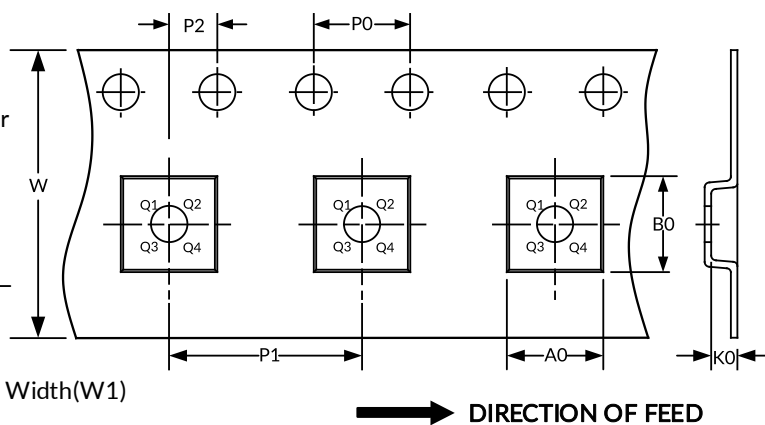 P2
P0
r
W
Q1 Q2
Q3 Q4
Q1 Q2
Q3 Q4
Q1 Q2
Q3 Q4
B0
P1
A0
K0
Width(W1)
DIRECTION OF FEED